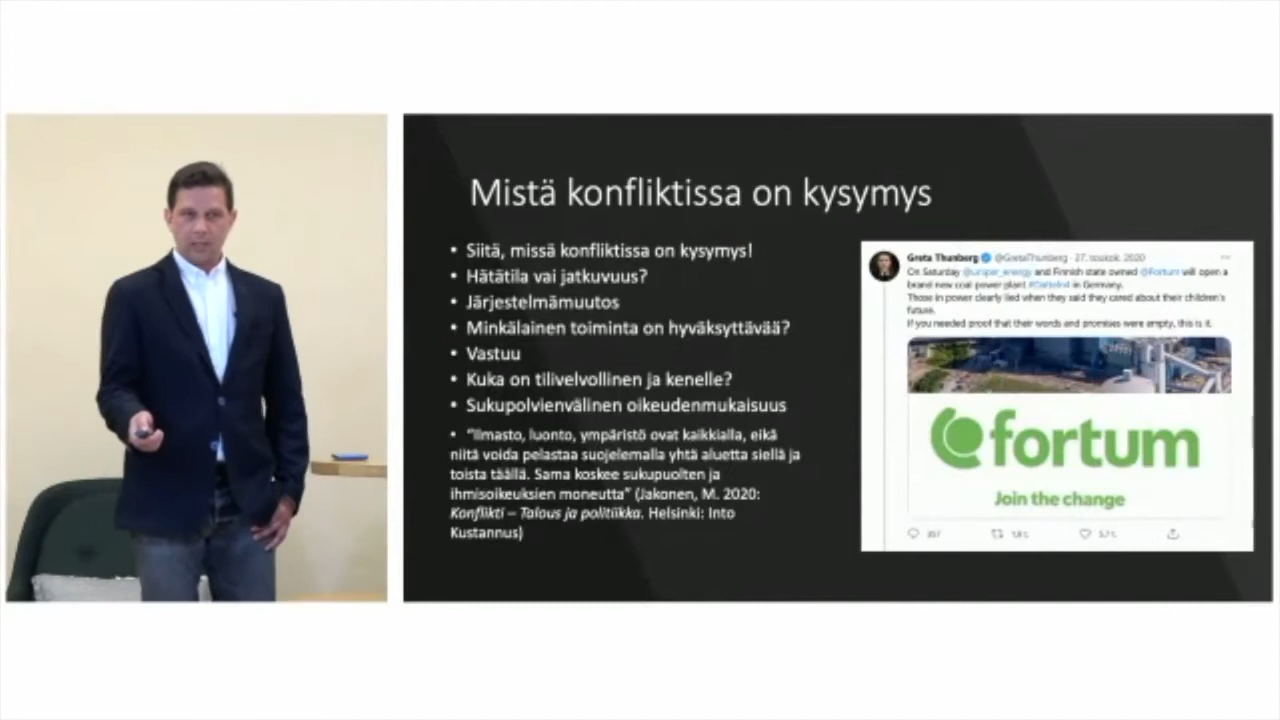 Mistä konfliktissa on kysymys
• Siitä, missä konfliktissa on kysymys!
• Hätätila vai jatkuvuus?
• Järjestelmämuutos
• Minkälainen toiminta on hyväksyttävää?
• Vastuu
• Kuka on tilivelvollinen ja kenelle?
• Sukupolvienvälinen oikeudenmukaisuus
• "Ilmasto, luonto, ympäristö ovat kaikkialla, eikä
niitä voida pelastaa suojelemalla yhtä aluetta siellä ja
toista täällä. Sama koskee sukupuolten ja
ihmisoikeuksien moneutta" (Jakonen, M. 2020:
Konflikti – Talous ja politiikka. Helsinki: Into
Kustannus)
Greta Thunberg @GretaThunberg · 27. toukok. 2020
On Saturday @uniper_energy and Finnish state owned @Fortum will open a
brand new coal power plant #Datteln4 in Germany.
Those in power clearly lied when they said they cared about their children's
future.
If you needed proof that their words and promises were empty, this is it.
fortum
Join the change